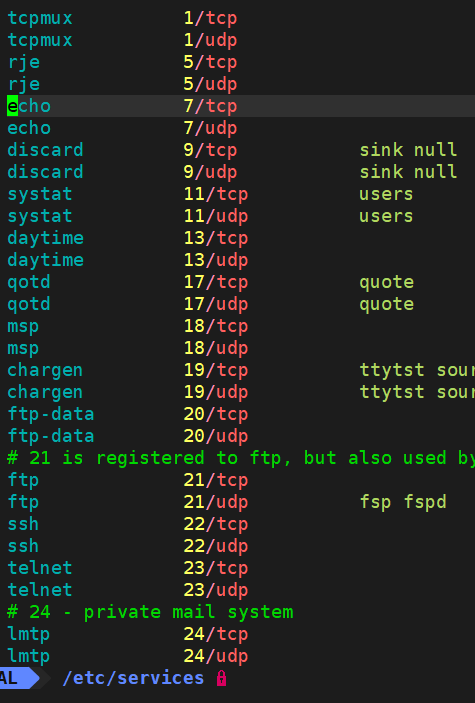 tcpmux 1/tcp
tcpmux 1/udp
rje 5/tcp
rje 5/udp
echo 7/tcp
echo 7/udp
discard 9/tcp sink null
discard 9/udp sink null
systat 11/tcp users
systat 11/udp users
daytime 13/tcp
daytime 13/udp
qotd 17/tcp quote
qotd 17/udp quote
msp 18/tcp
msp 18/udp
chargen 19/tcp ttytst sour
chargen 19/udp ttytst sour
ftp-data 20/tcp
ftp-data 20/udp
# 21 is registered to ftp, but also used by
ftp 21/tcp
ftp 21/udp fsp fspd
ssh 22/tcp
ssh 22/udp
telnet 23/tcp
telnet 23/udp
# 24 - private mail system
lmtp 24/tcp
lmtp 24/udp
AL /etc/services